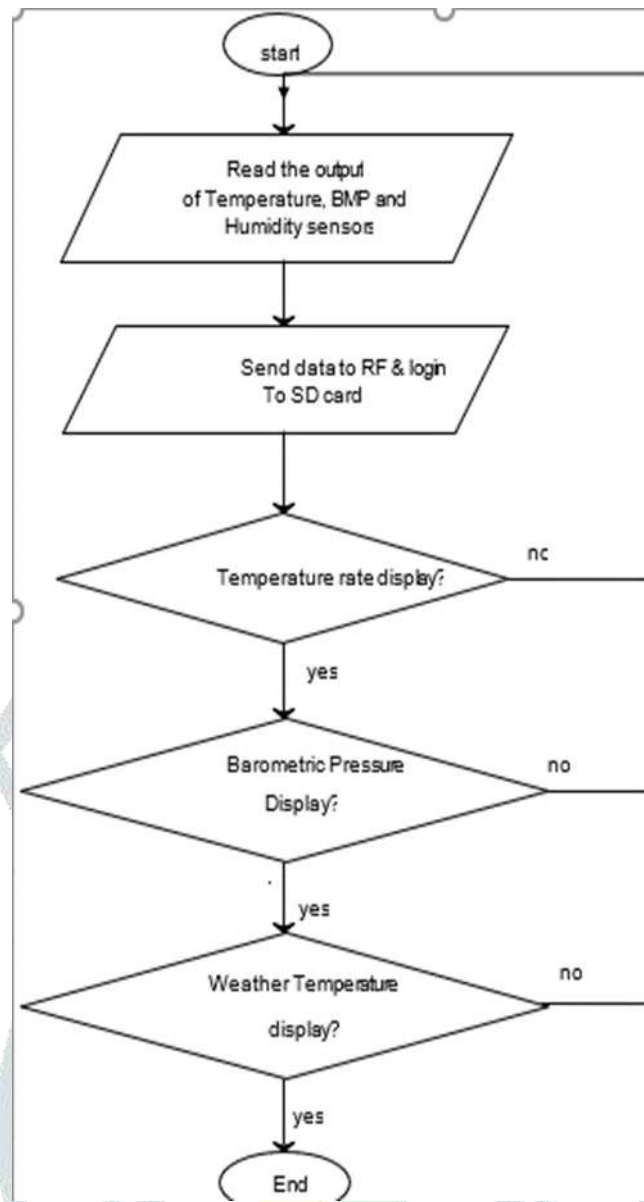 start
Read the output
of Temperature, BMP and
Humidity sensors
Send data to RF & login
To SD card
Temperature rate display?
no
yes
Barometric Pressure
Display?
no
yes
Weather Temperature
display?
no
yes
End